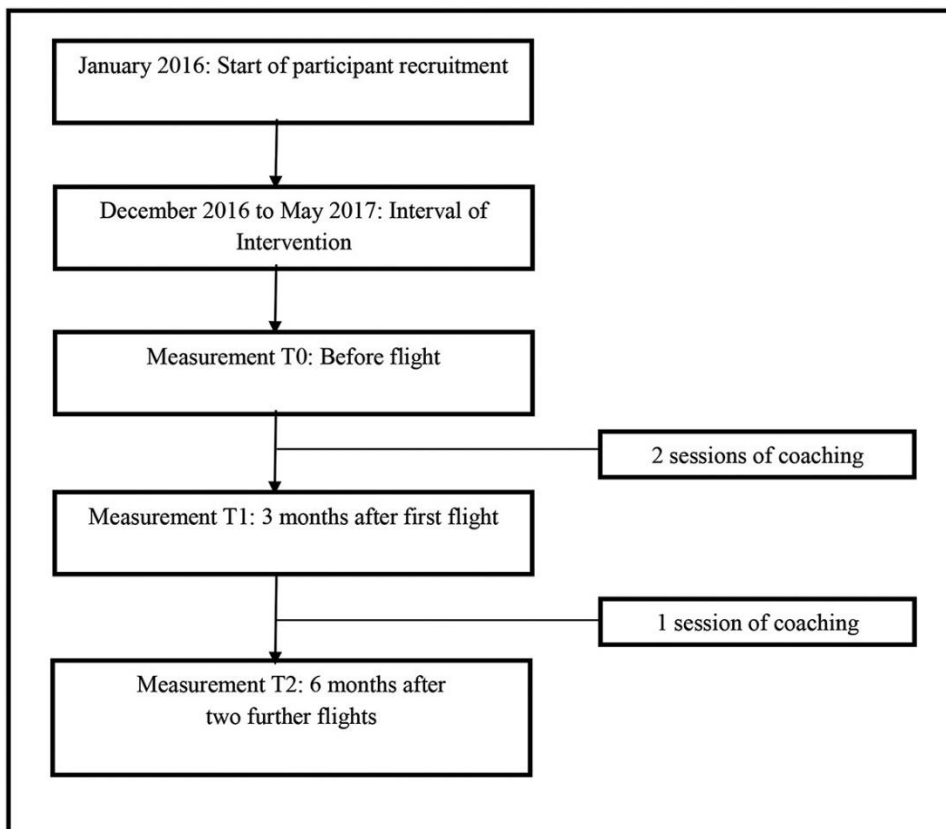 January 2016: Start of participant recruitment
December 2016 to May 2017: Interval of
Intervention
Measurement T0: Before flight
2 sessions of coaching
Measurement T1: 3 months after first flight
1 session of coaching
Measurement T2: 6 months after
two further flights